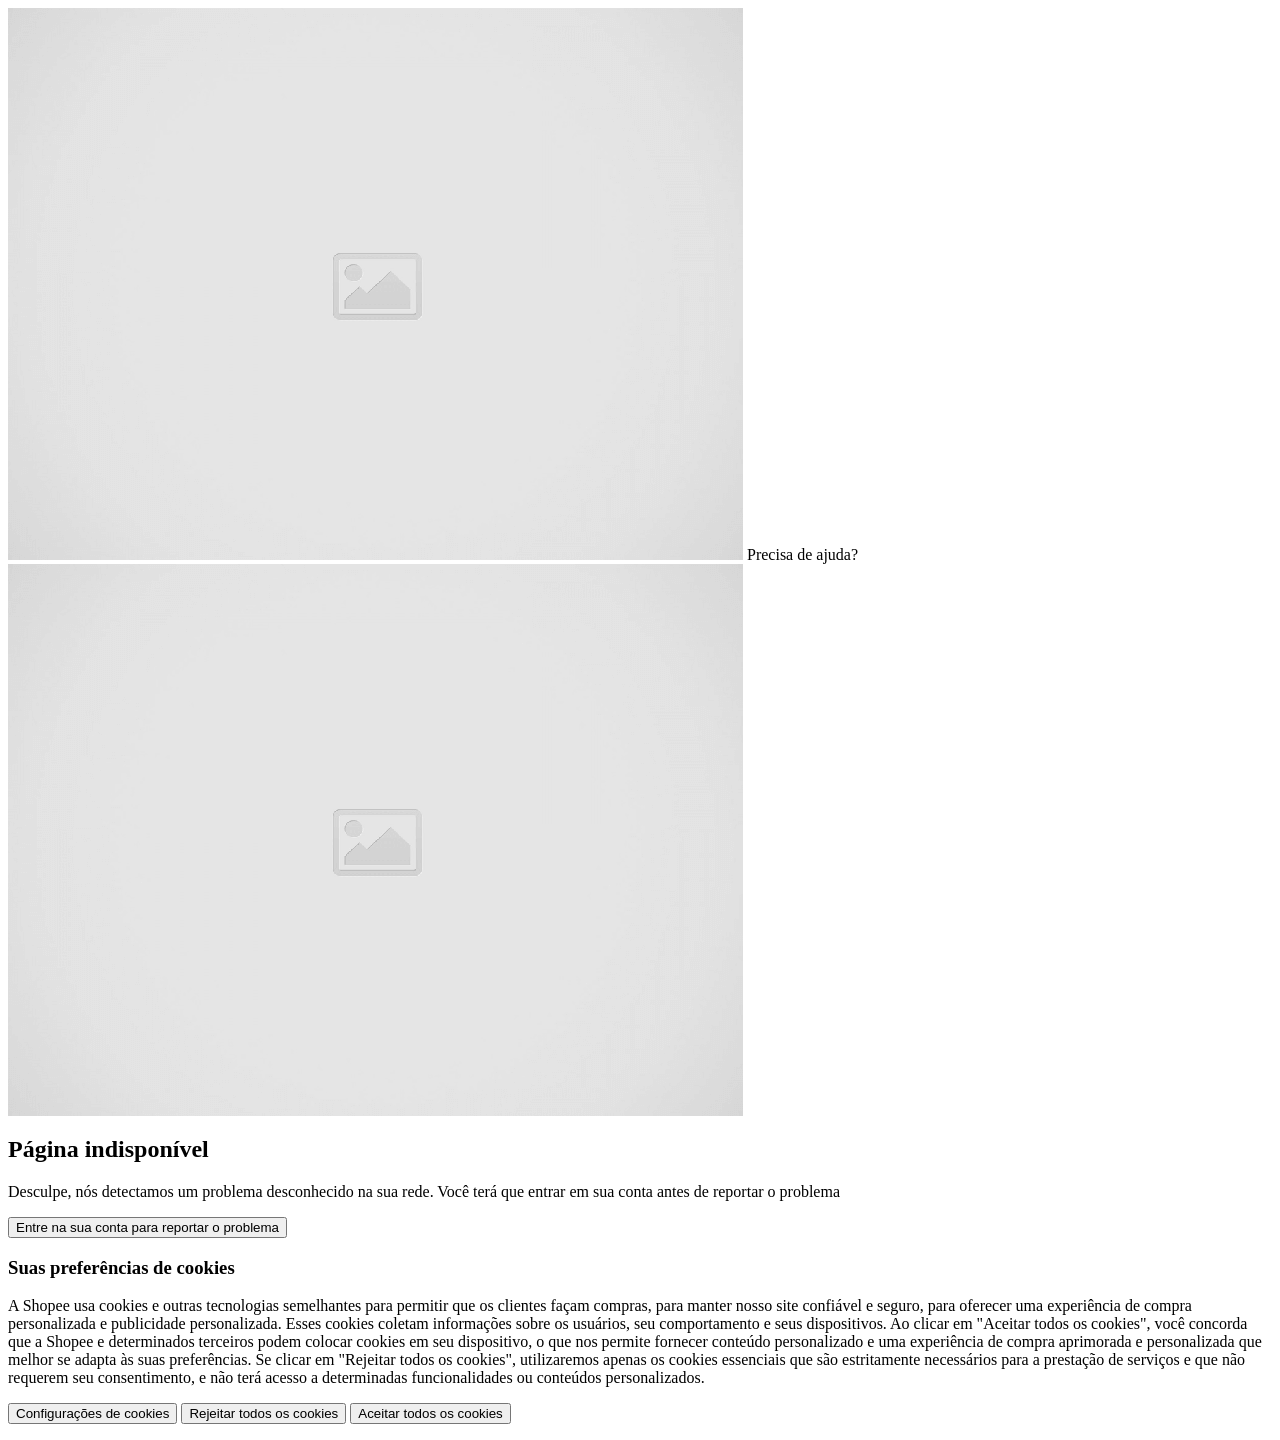 Precisa de ajuda?
Página indisponível
Desculpe, nós detectamos um problema desconhecido na sua rede. Você terá que entrar em sua conta antes de reportar o problema
Entre na sua conta para reportar o problema
Suas preferências de cookies
A Shopee usa cookies e outras tecnologias semelhantes para permitir que os clientes façam compras, para manter nosso site confiável e seguro, para oferecer uma experiência de compra
personalizada e publicidade personalizada. Esses cookies coletam informações sobre os usuários, seu comportamento e seus dispositivos. Ao clicar em "Aceitar todos os cookies", você concorda
que a Shopee e determinados terceiros podem colocar cookies em seu dispositivo, o que nos permite fornecer conteúdo personalizado e uma experiência de compra aprimorada e personalizada que
melhor se adapta às suas preferências. Se clicar em "Rejeitar todos os cookies", utilizaremos apenas os cookies essenciais que são estritamente necessários para a prestação de serviços e que não
requerem seu consentimento, e não terá acesso a determinadas funcionalidades ou conteúdos personalizados.
Configurações de cookies Rejeitar todos os cookies Aceitar todos os cookies